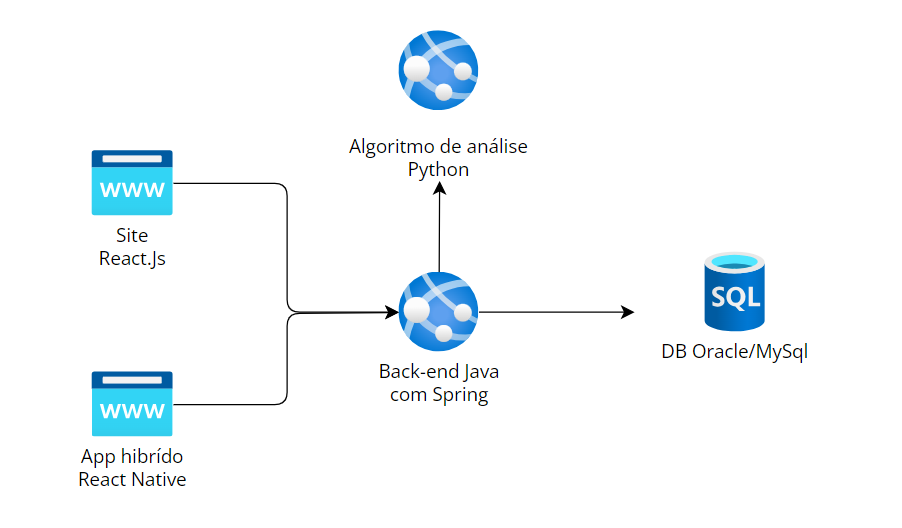 Algoritmo de análise
Python
WWW
Site
React.Js
SQL
DB Oracle/MySql
Back-end Java
com Spring
WWW
App hibrído
React Native